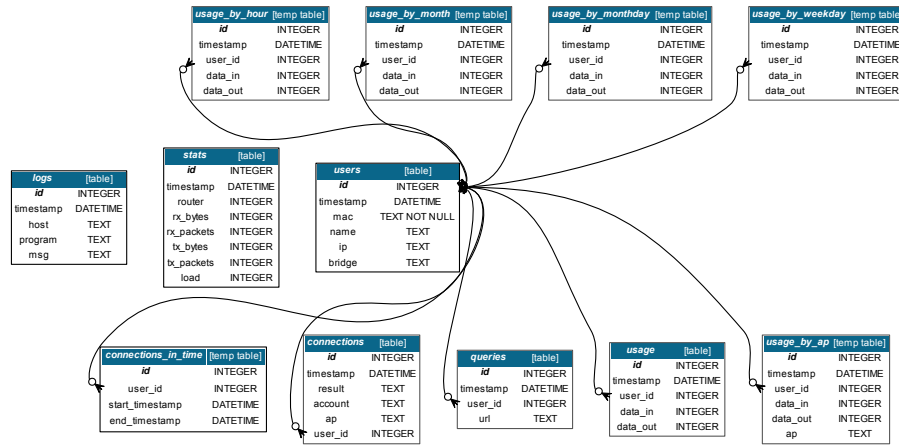 usage_by_hour [temp table]
id INTEGER
timestamp DATETIME
user_id INTEGER
data_in INTEGER
data_out INTEGER
usage_by_month [temp table]
id INTEGER
timestamp DATETIME
user_id INTEGER
data_in INTEGER
data_out INTEGER
usage_by_monthday [temp table]
id INTEGER
timestamp DATETIME
user_id INTEGER
data_in INTEGER
data_out INTEGER
usage_by_weekday [temp table]
id INTEGER
timestamp DATETIME
user_id INTEGER
data_in INTEGER
data_out INTEGER
logs [table]
id INTEGER
timestamp DATETIME
host TEXT
program TEXT
msg TEXT
stats [table]
id INTEGER
timestamp DATETIME
router INTEGER
rx_bytes INTEGER
rx_packets INTEGER
tx_bytes INTEGER
tx_packets INTEGER
load INTEGER
users [table]
id INTEGER
timestamp DATETIME
mac TEXT NOT NULL
name TEXT
ip TEXT
bridge TEXT
connections_in_time [temp table]
id INTEGER
user_id INTEGER
start_timestamp DATETIME
end_timestamp DATETIME
connections [table]
id INTEGER
timestamp DATETIME
result TEXT
account TEXT
ap TEXT
user_id INTEGER
queries [table]
id INTEGER
timestamp DATETIME
user_id INTEGER
url TEXT
usage [table]
id INTEGER
timestamp DATETIME
user_id INTEGER
data_in INTEGER
data_out INTEGER
usage_by_ap [temp table]
id INTEGER
timestamp DATETIME
user_id INTEGER
data_in INTEGER
data_out INTEGER
ap TEXT